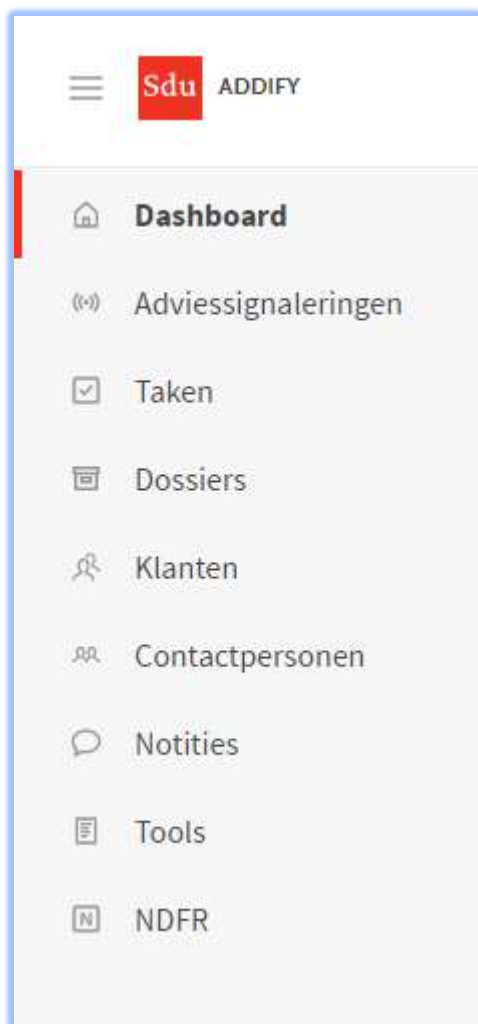 Sdu ADDIFY
Dashboard
Adviessignaleringen
Taken
Dossiers
Klanten
Contactpersonen
Notities
Tools
N NDFR